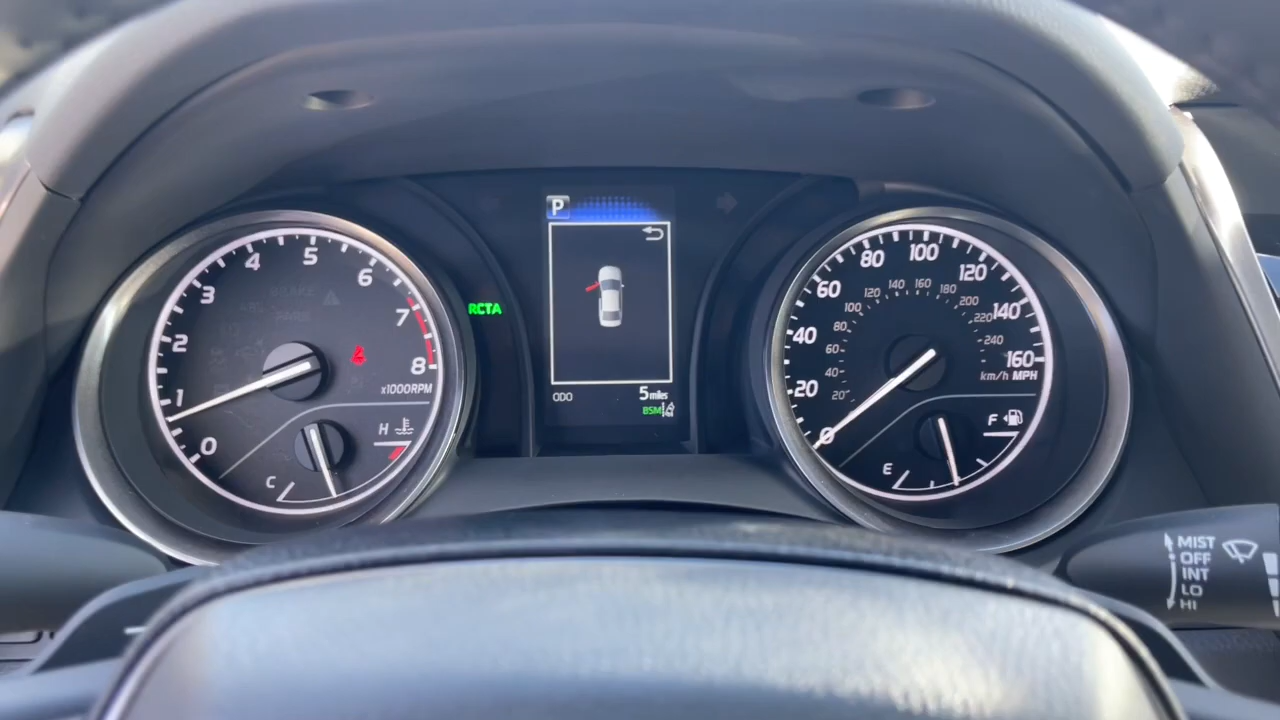 P
RCTA
ODO 5 miles
BSM
0 1 2 3 4 5 6 7 8
x1000RPM
C H
0 20 40 60 80 100 120 140 160
20 40 60 80 100 120 140 160 180 200 220 240
km/h MPH
E F
MIST
OFF
INT
LO
HI